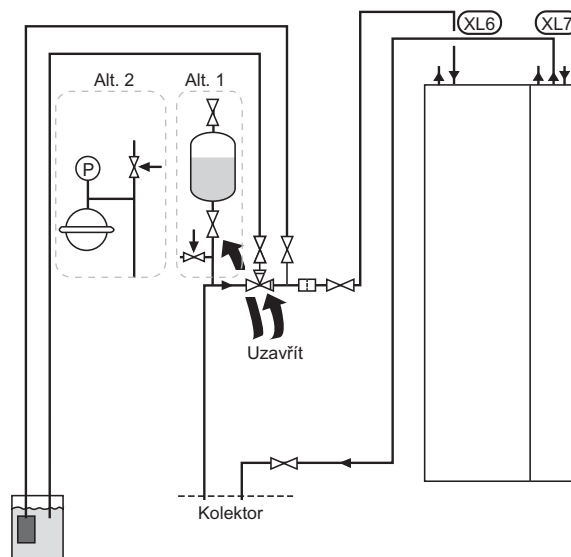 XL6
XL7
Alt. 2
Alt. 1
P
Uzavřít
Kolektor